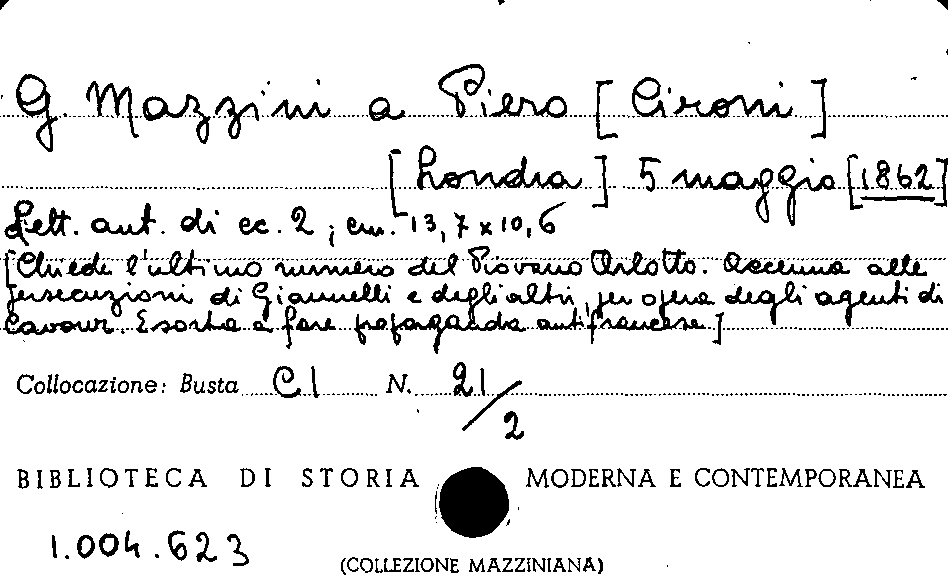 G. Mazzini a Piero [Cironi]
[Londra] 5 maggio [1862]
Lett. aut. di cc. 2 ; cm. 13,7 x 10,6
[Chiede l'ultimo numero del Piovano Arlotto. Accenna alle
persecuzioni di Giannelli e degli altri, per opera degli agenti di
Cavour. Esorta a fare propaganda antifrancese]
Collocazione: Busta C I N. 21/2
BIBLIOTECA DI STORIA MODERNA E CONTEMPORANEA
1.004.623
(COLLEZIONE MAZZINIANA)